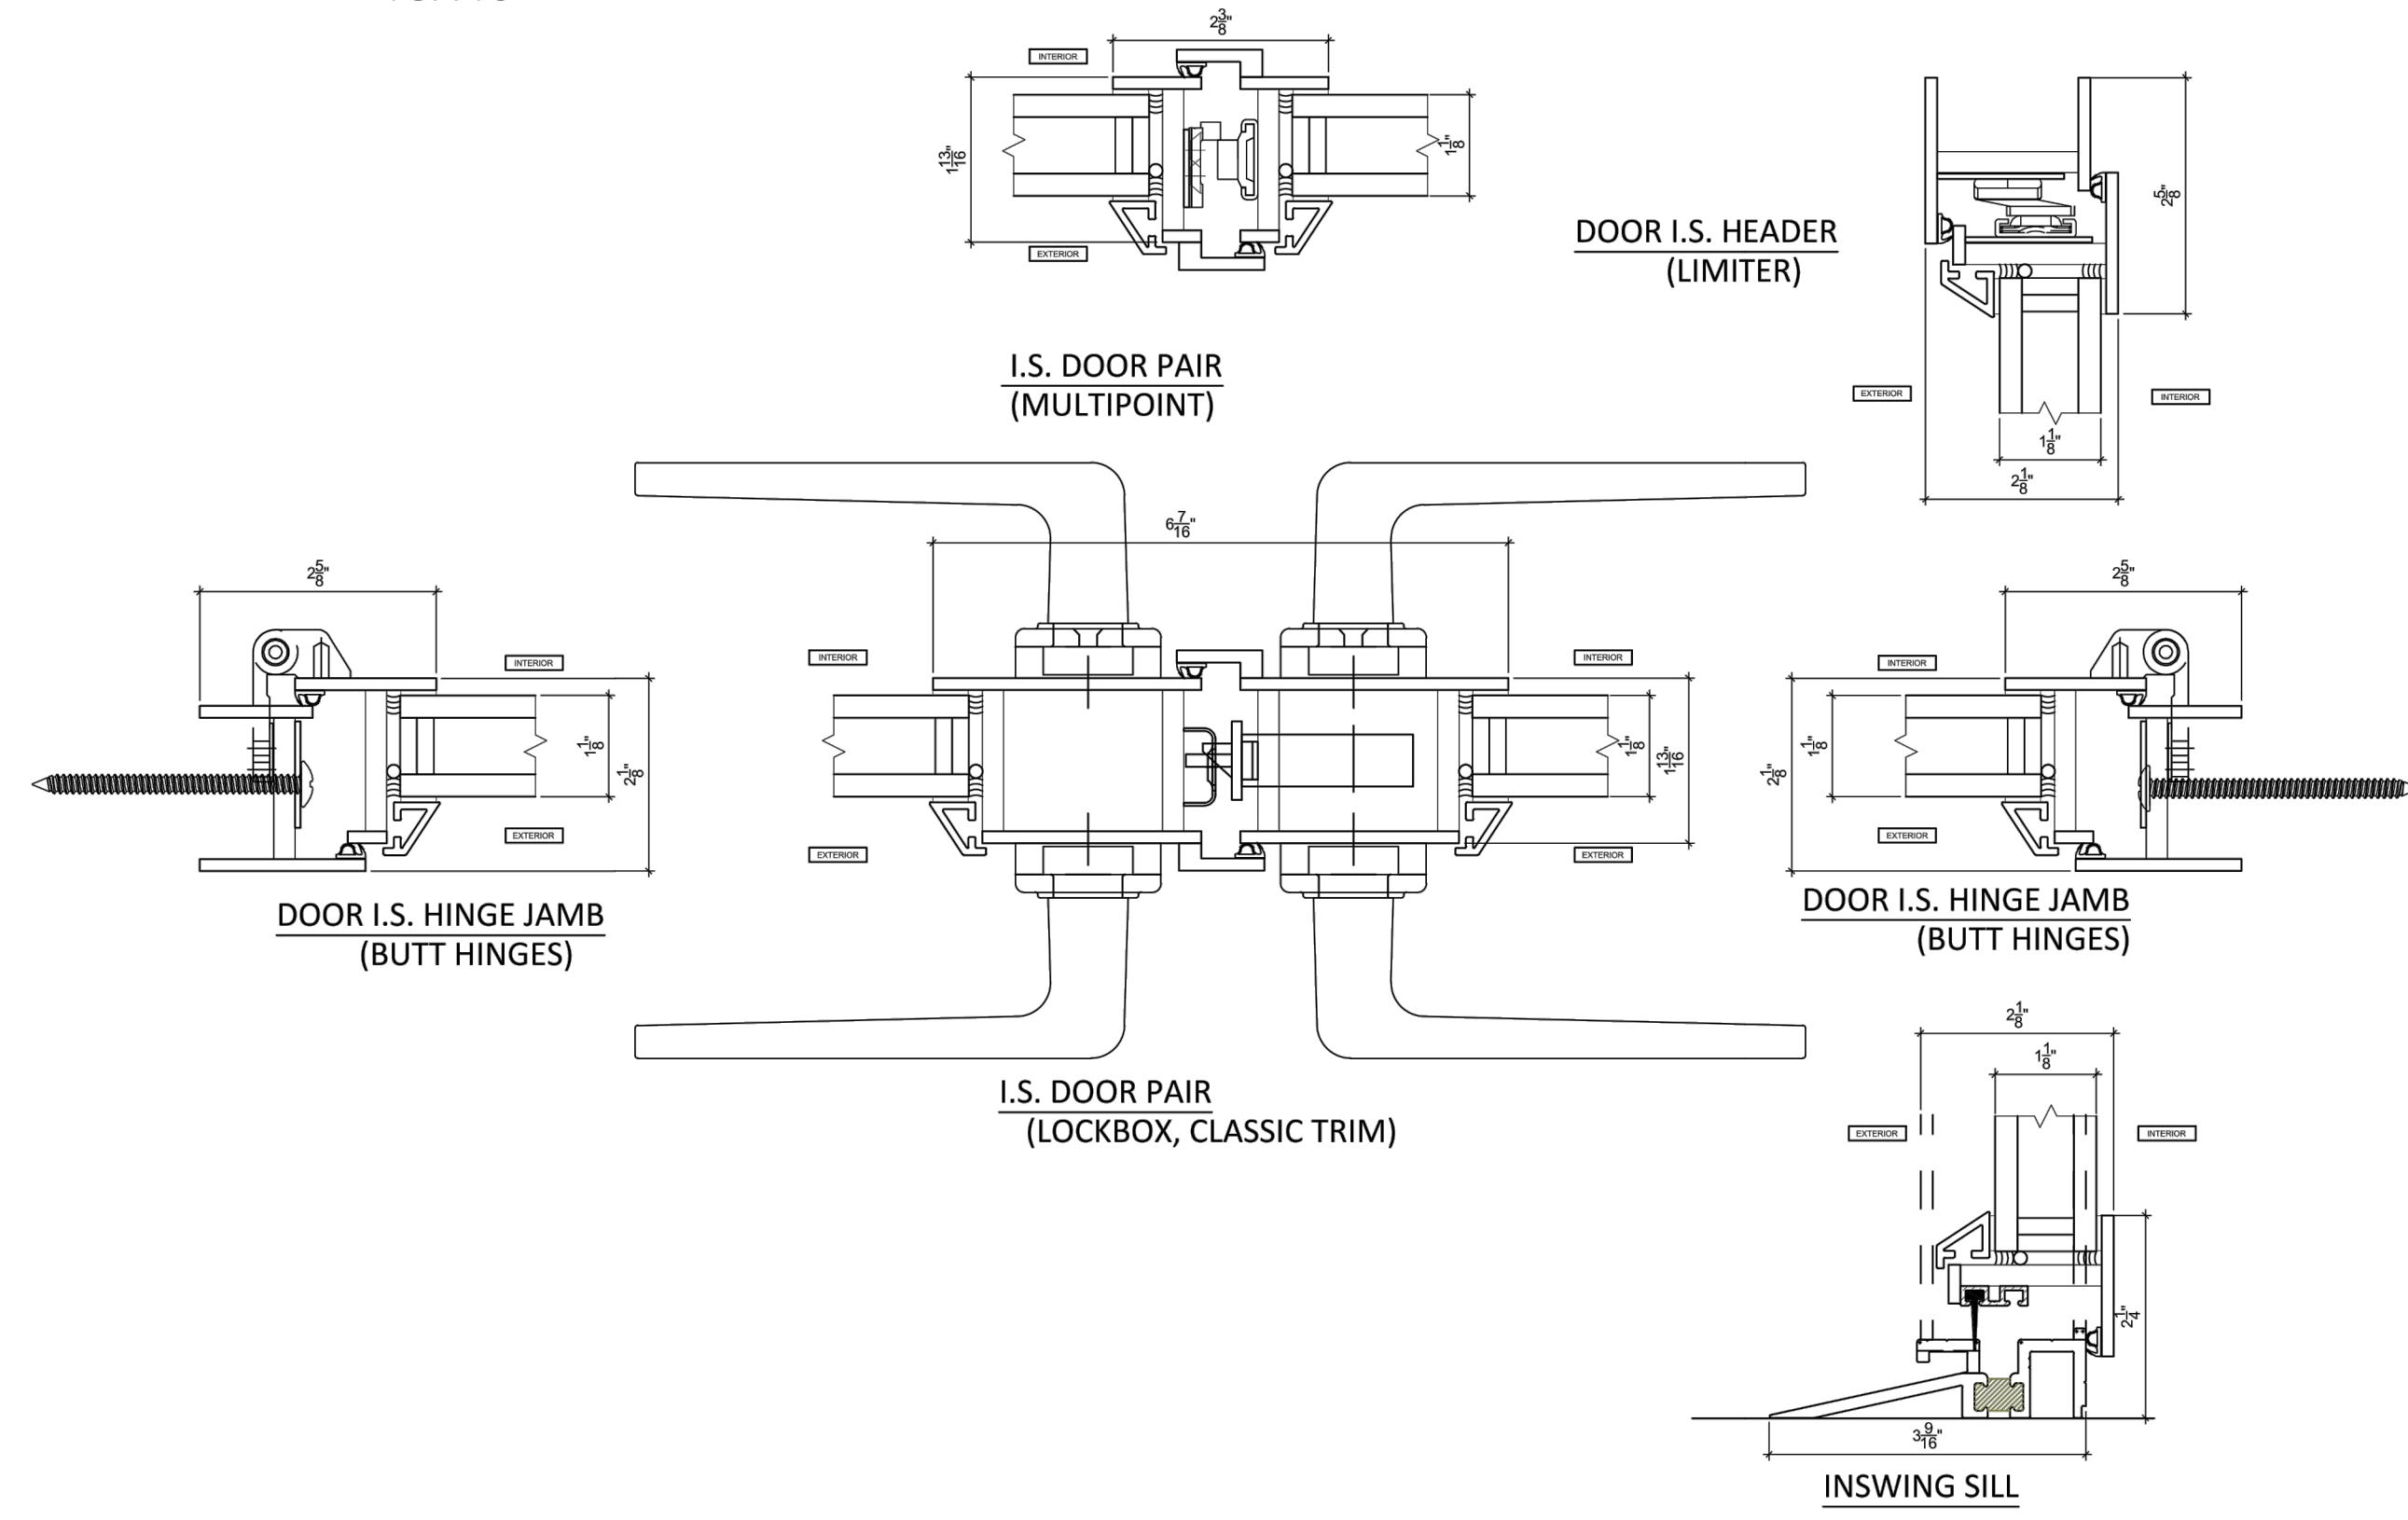 2 3/8"
INTERIOR
1 13/16"
1 1/8"
EXTERIOR
I.S. DOOR PAIR
(MULTIPOINT)
DOOR I.S. HEADER
(LIMITER)
2 5/8"
EXTERIOR
INTERIOR
1 1/8"
2 1/8"
2 5/8"
INTERIOR
1 1/8"
2 1/8"
EXTERIOR
DOOR I.S. HINGE JAMB
(BUTT HINGES)
6 7/16"
INTERIOR
INTERIOR
1 1/8"
1 13/16"
EXTERIOR
EXTERIOR
I.S. DOOR PAIR
(LOCKBOX, CLASSIC TRIM)
2 5/8"
INTERIOR
1 1/8"
2 1/8"
EXTERIOR
DOOR I.S. HINGE JAMB
(BUTT HINGES)
2 1/8"
1 1/8"
EXTERIOR
INTERIOR
2 1/4"
3 9/16"
INSWING SILL